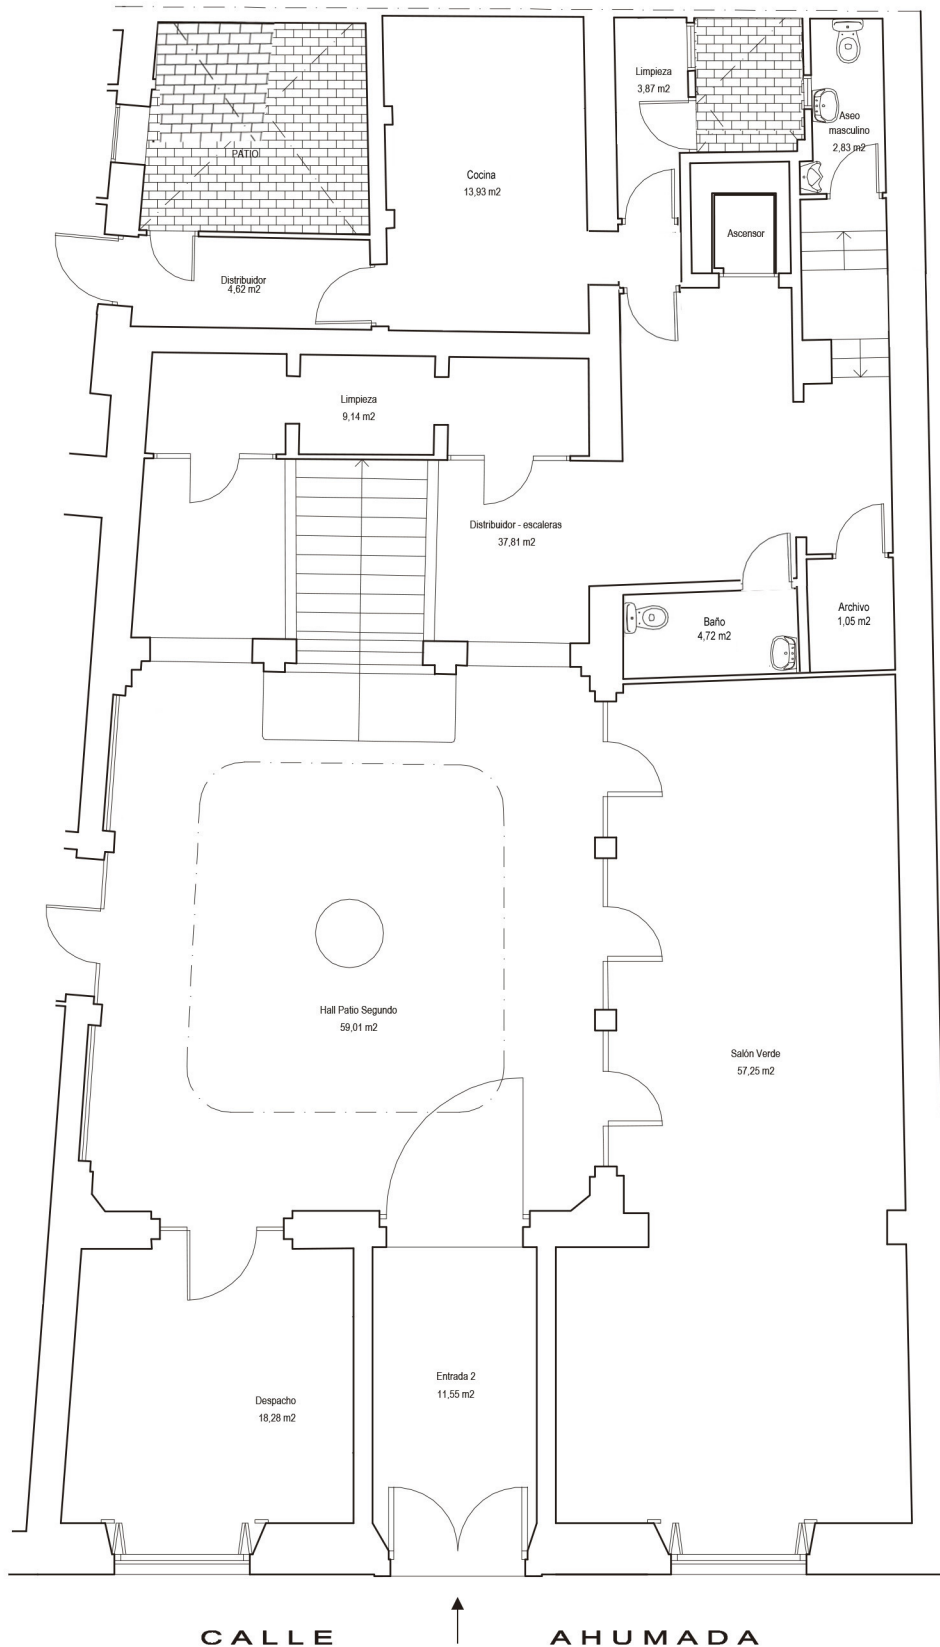 Limpieza
3,87 m2
Aseo
masculino
2,83 m2
PATIO
Cocina
13,93 m2
Ascensor
Distribuidor
4,62 m2
Limpieza
9,14 m2
Distribuidor - escaleras
37,81 m2
Baño
4,72 m2
Archivo
1,05 m2
Hall Patio Segundo
59,01 m2
Salón Verde
57,25 m2
Entrada 2
11,55 m2
Despacho
18,28 m2
CALLE AHUMADA